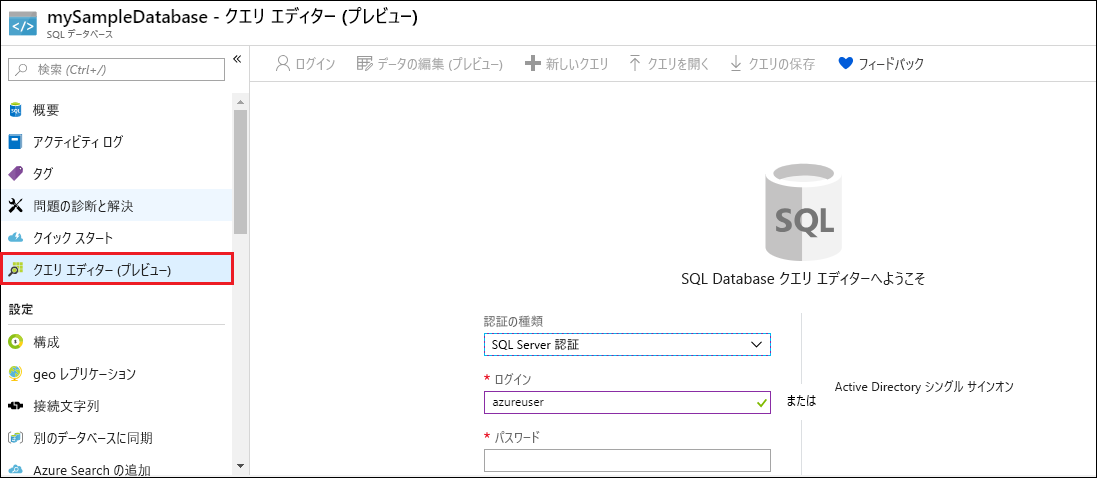 mySampleDatabase - クエリ エディター (プレビュー)
SQL データベース
検索 (Ctrl+/)
«
概要
アクティビティ ログ
タグ
問題の診断と解決
クイック スタート
クエリ エディター (プレビュー)
設定
構成
geo レプリケーション
接続文字列
別のデータベースに同期
Azure Search の追加
ログイン
データの編集 (プレビュー)
新しいクエリ
クエリを開く
クエリの保存
フィードバック
SQL
SQL Database クエリ エディターへようこそ
認証の種類
SQL Server 認証
* ログイン
azureuser
* パスワード
または
Active Directory シングル サインオン